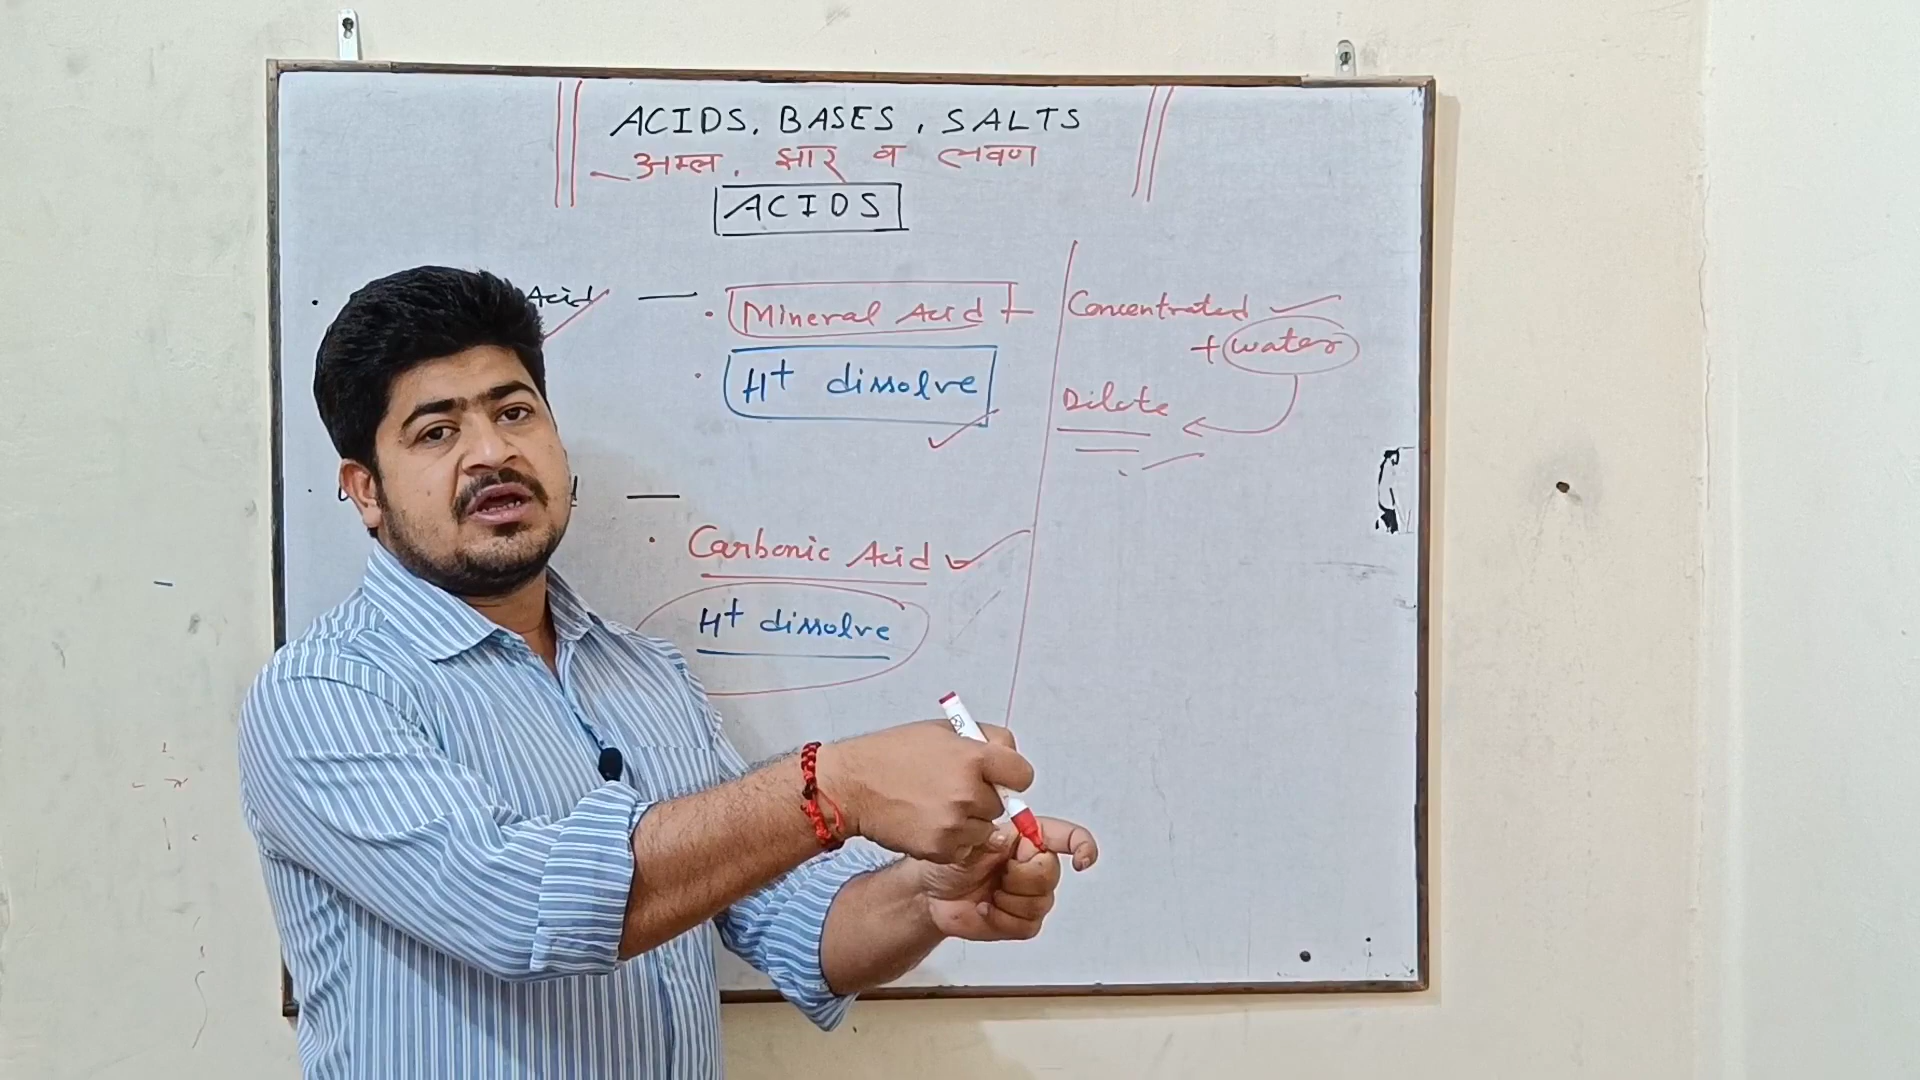 ACIDS, BASES, SALTS
अम्ल, क्षार व लवण
ACIDS
Acid — • Mineral Acid +
• H+ dissolve
Concentrated
+ water
Dilute
—
• Carbonic Acid
H+ dissolve